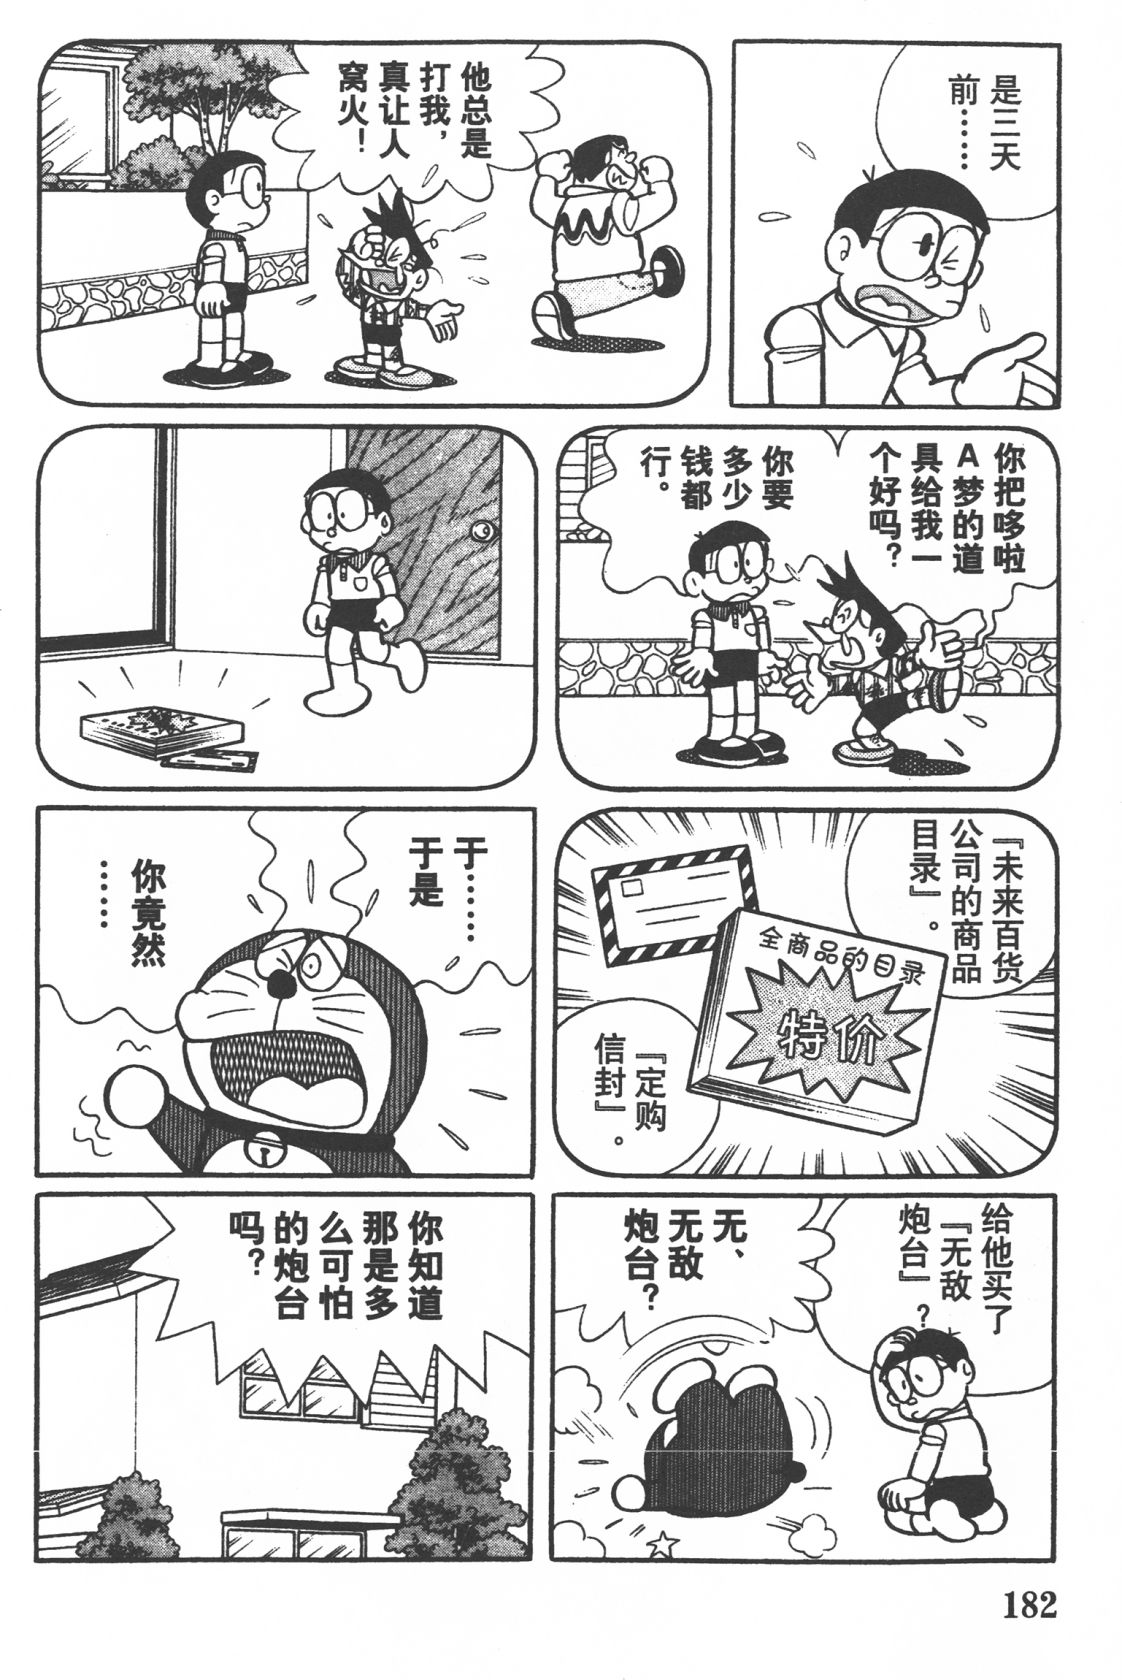 是三天
前……
他总是
打我，
真让人
窝火！
你把哆啦
A梦的道
具给我一
个好吗？
你要
多少
钱都
行。
『未来百货
公司的商品
目录』。
全商品的目录
特价
『定购
信封』。
于……
于是
你竟然
……
给他买了
『无敌
炮台』？
无、
无敌
炮台？
你知道
那是多
么可怕
的炮台
吗？
182